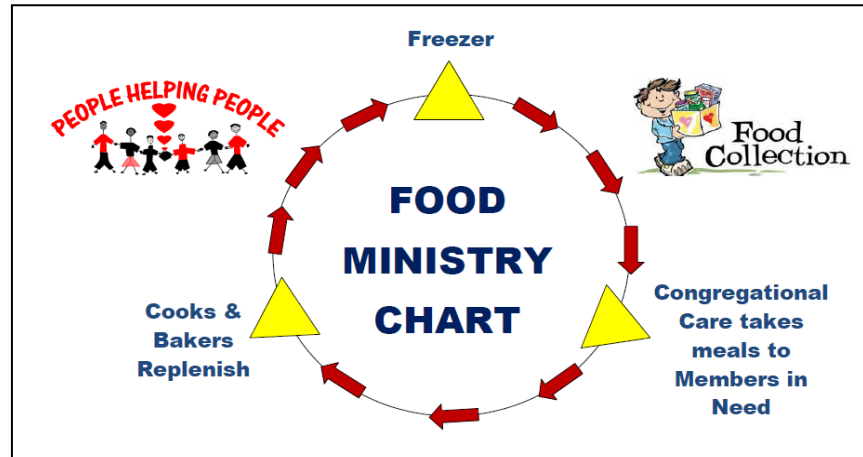 Freezer
PEOPLE HELPING PEOPLE
Food
Collection
FOOD
MINISTRY
CHART
Cooks &
Bakers
Replenish
Congregational
Care takes
meals to
Members in
Need